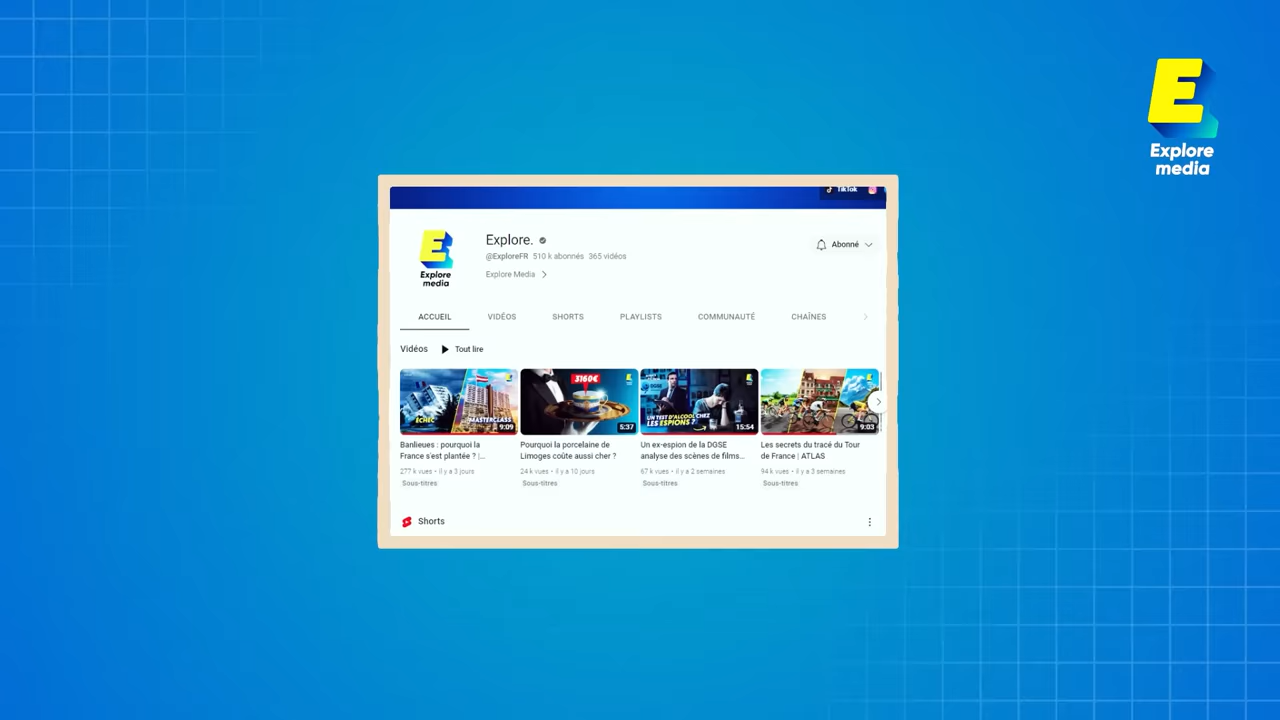 E
Explore
media
TikTok
E
Explore
media
Explore.
@ExploreFR 510 k abonnés 365 vidéos
Explore Media
Abonné
ACCUEIL VIDÉOS SHORTS PLAYLISTS COMMUNAUTÉ CHAÎNES
Vidéos Tout lire
ÉCHEC
MASTERCLASS
9:09
3160€
5:37
DGSE
UN TEST D'ALCOOL CHEZ
LES ESPIONS ?
15:54
9:03
Banlieues : pourquoi la
France s'est plantée ? |...
277 k vues • il y a 3 jours
Sous-titres
Pourquoi la porcelaine de
Limoges coûte aussi cher ?
24 k vues • il y a 10 jours
Sous-titres
Un ex-espion de la DGSE
analyse des scènes de films...
67 k vues • il y a 2 semaines
Sous-titres
Les secrets du tracé du Tour
de France | ATLAS
94 k vues • il y a 3 semaines
Sous-titres
Shorts